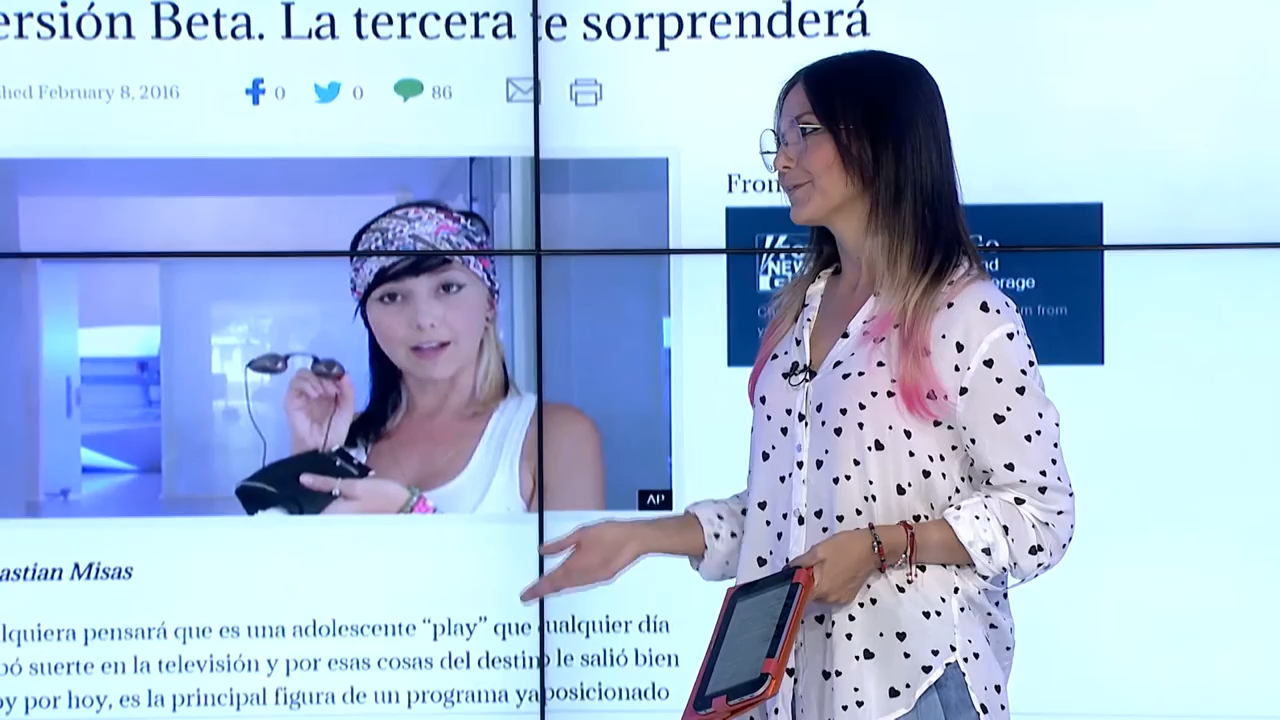 ersión Beta. La tercera te sorprenderá
hed February 8, 2016
0
0
86
From
NEW
AP
astian Misas
lquiera pensará que es una adolescente “play” que cualquier día
bó suerte en la televisión y por esas cosas del destino le salió bien
oy por hoy, es la principal figura de un programa ya posicionado